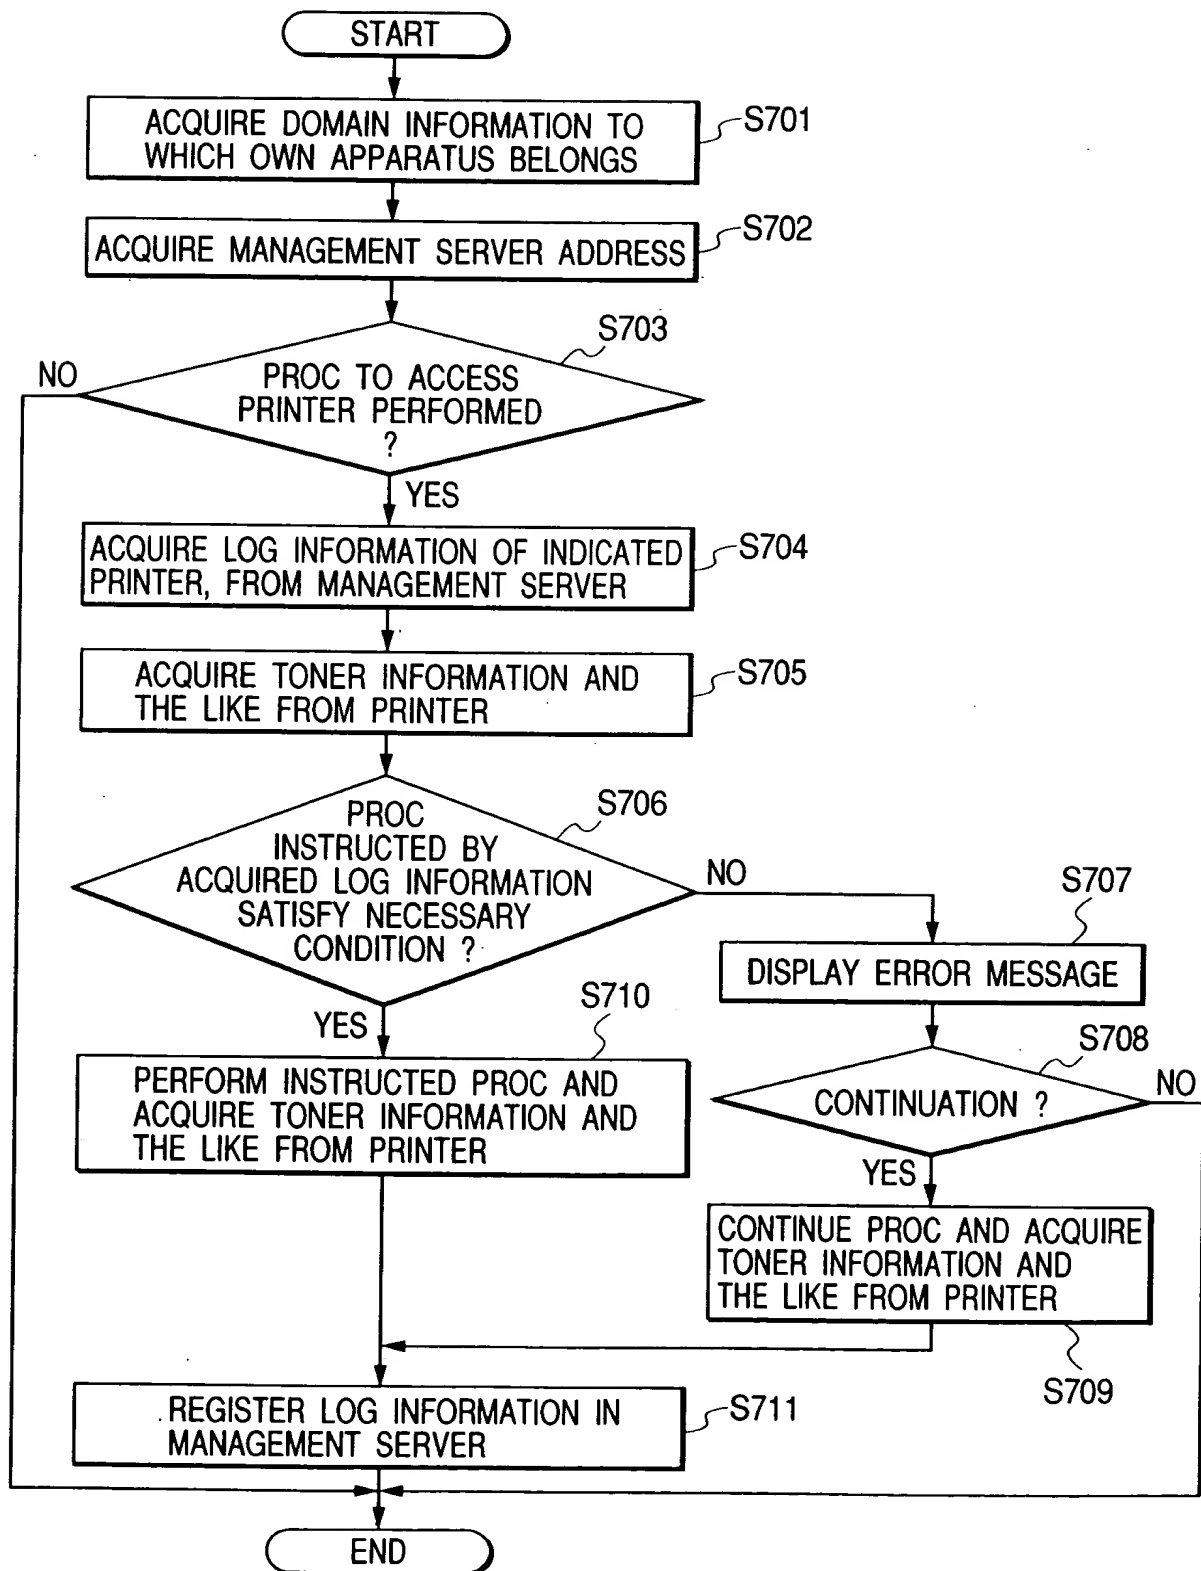 START
ACQUIRE DOMAIN INFORMATION TO
WHICH OWN APPARATUS BELONGS
S701
ACQUIRE MANAGEMENT SERVER ADDRESS
S702
S703
NO
PROC TO ACCESS
PRINTER PERFORMED
?
YES
ACQUIRE LOG INFORMATION OF INDICATED
PRINTER, FROM MANAGEMENT SERVER
S704
ACQUIRE TONER INFORMATION AND
THE LIKE FROM PRINTER
S705
PROC
INSTRUCTED BY
ACQUIRED LOG INFORMATION
SATISFY NECESSARY
CONDITION ?
S706
NO
S707
DISPLAY ERROR MESSAGE
YES
S710
PERFORM INSTRUCTED PROC AND
ACQUIRE TONER INFORMATION AND
THE LIKE FROM PRINTER
S708
CONTINUATION ?
NO
YES
CONTINUE PROC AND ACQUIRE
TONER INFORMATION AND
THE LIKE FROM PRINTER
S709
REGISTER LOG INFORMATION IN
MANAGEMENT SERVER
S711
END